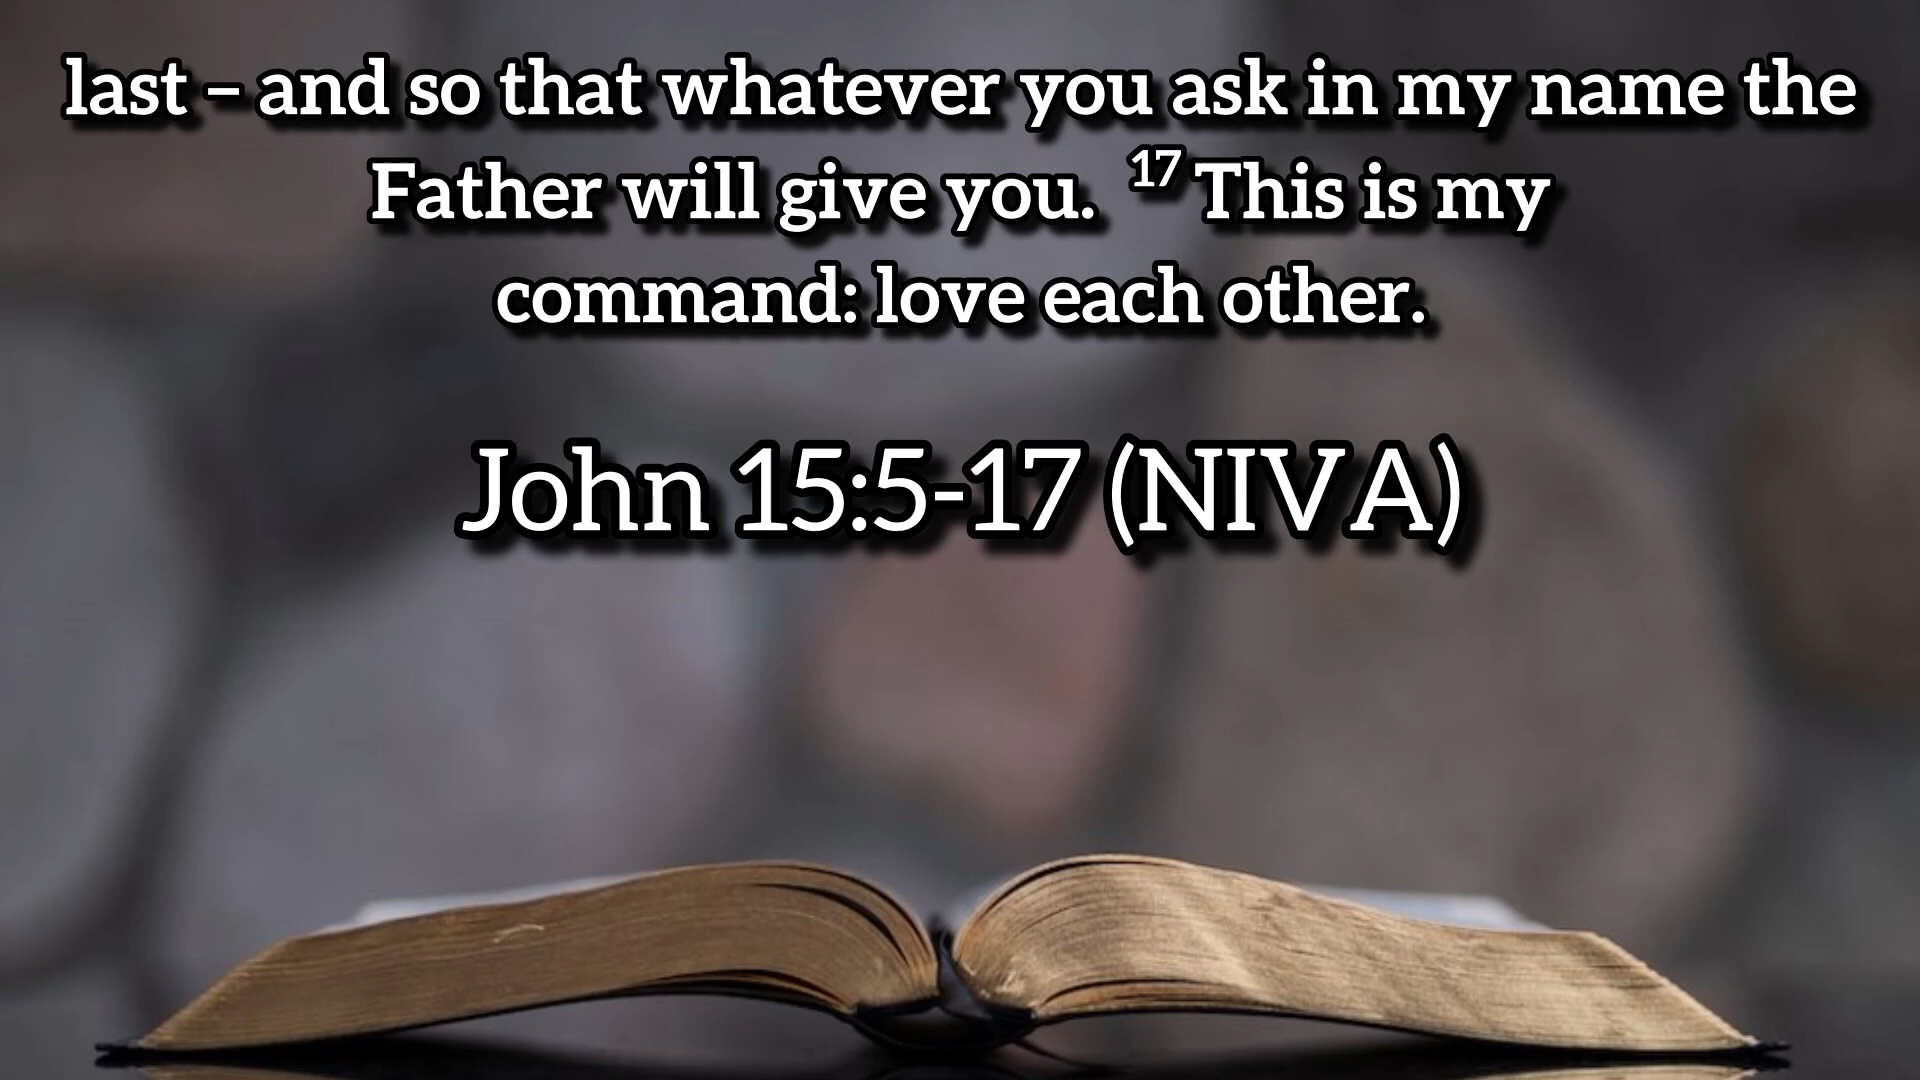 last – and so that whatever you ask in my name the
Father will give you. ¹⁷ This is my
command: love each other.
John 15:5-17 (NIVA)